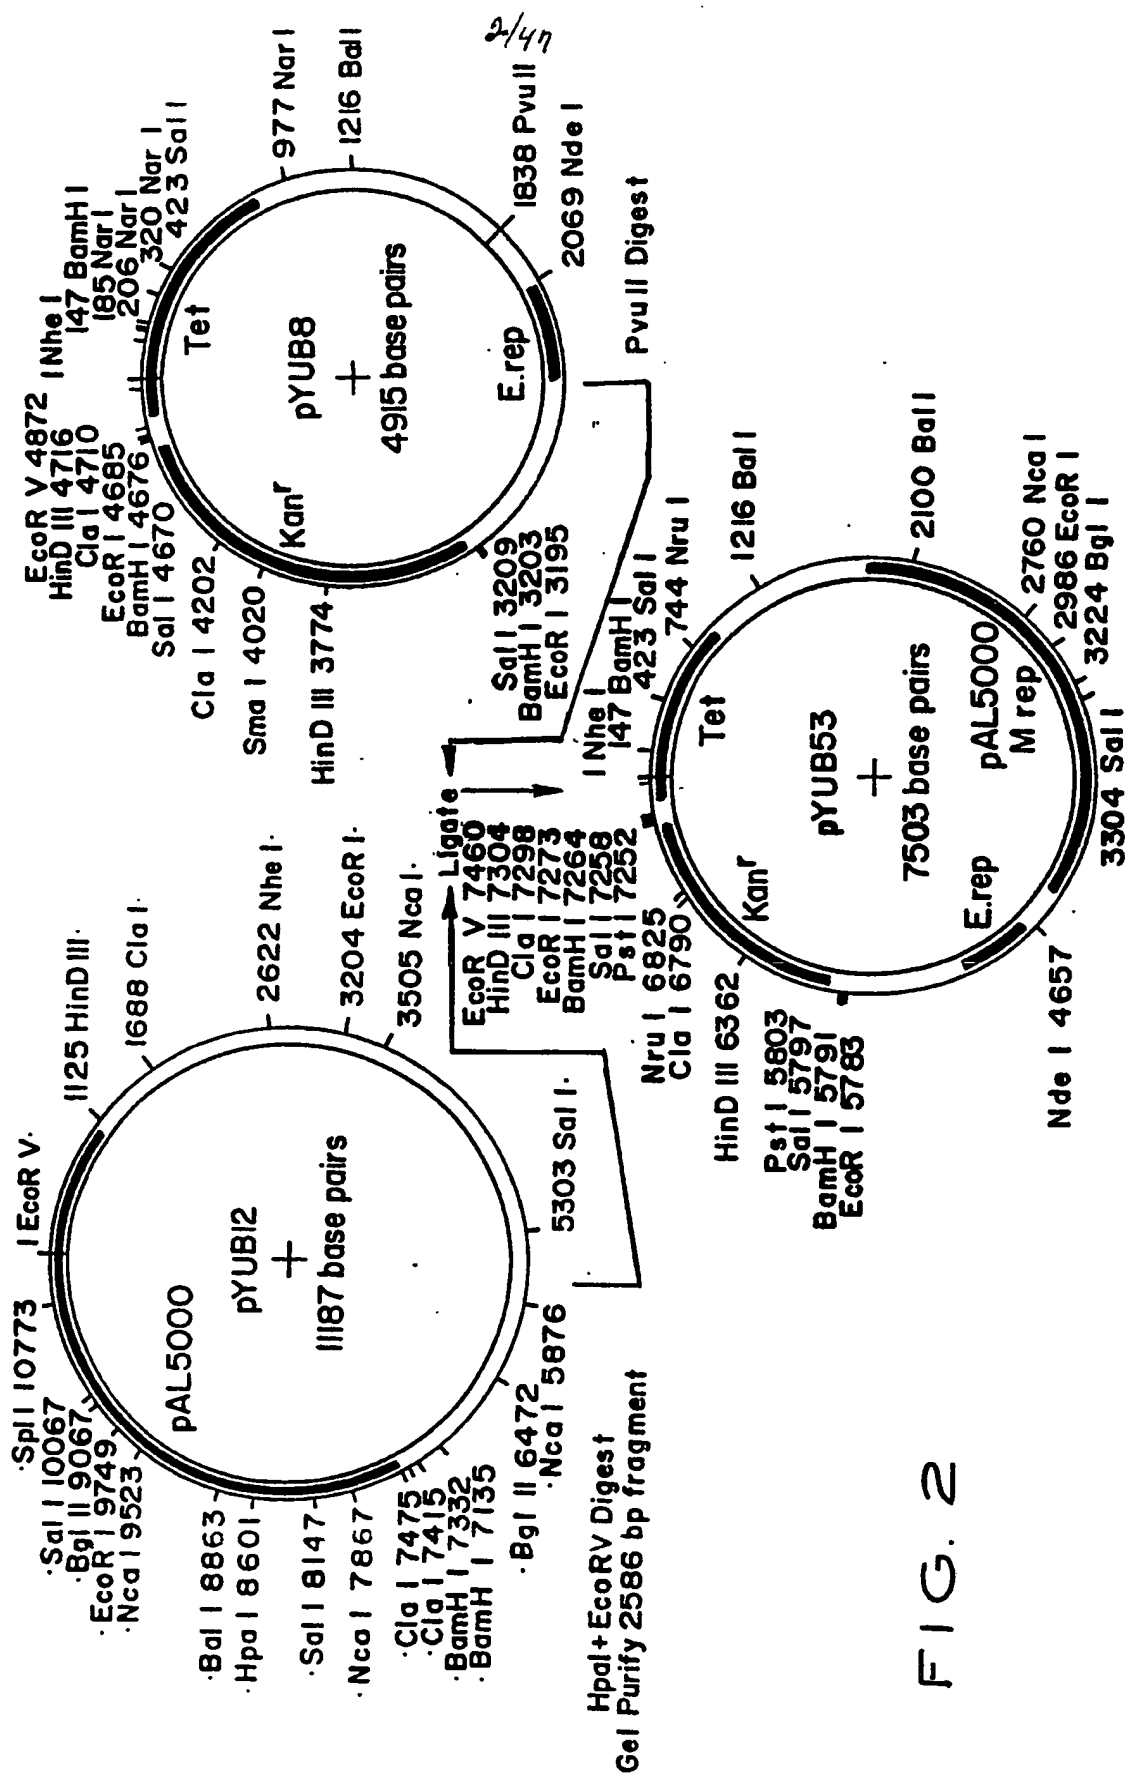 2/47
·Spl I 10773
·Sal I 10067
·Bgl II 9067
·EcoR I 9749
·Nca I 9523
·Bal I 8863
·Hpa I 8601
·Sal I 8147
·Nca I 7867
·Cla I 7475
·Cla I 7415
·BamH I 7332
·BamH I 7135
·Bgl II 6472
·Nca I 5876
1 EcoR V·
1125 HinD III·
1688 Cla I·
2622 Nhe I·
3204 EcoR I·
3505 Nca I·
5303 Sal I·
pAL5000
pYUB12
11187 base pairs
HpaI + EcoRV Digest
Gel Purify 2586 bp fragment
EcoR V 4872
HinD III 4716
Cla I 4710
EcoR I 4685
BamH I 4676
Sal I 4670
Cla I 4202
Sma I 4020
HinD III 3774
Sal I 3209
BamH I 3203
EcoR I 3195
1 Nhe I
147 BamH I
185 Nar I
206 Nar I
320 Nar I
423 Sal I
977 Nar I
1216 Bal I
1838 Pvu II
2069 Nde I
Tet
Kanr
pYUB8
4915 base pairs
E.rep
Pvu II Digest
Ligate
EcoR V 7460
HinD III 7304
Cla I 7298
EcoR I 7273
BamH I 7264
Sal I 7258
Pst I 7252
Nru I 6825
Cla I 6790
HinD III 6362
Pst I 5803
Sal I 5797
BamH I 5791
EcoR I 5783
Nde I 4657
1 Nhe I
147 BamH I
423 Sal I
744 Nru I
1216 Bal I
2100 Bal I
2760 Nca I
2986 EcoR I
3224 Bgl I
3304 Sal I
Tet
Kanr
pYUB53
7503 base pairs
pAL5000
M rep
E.rep
FIG. 2